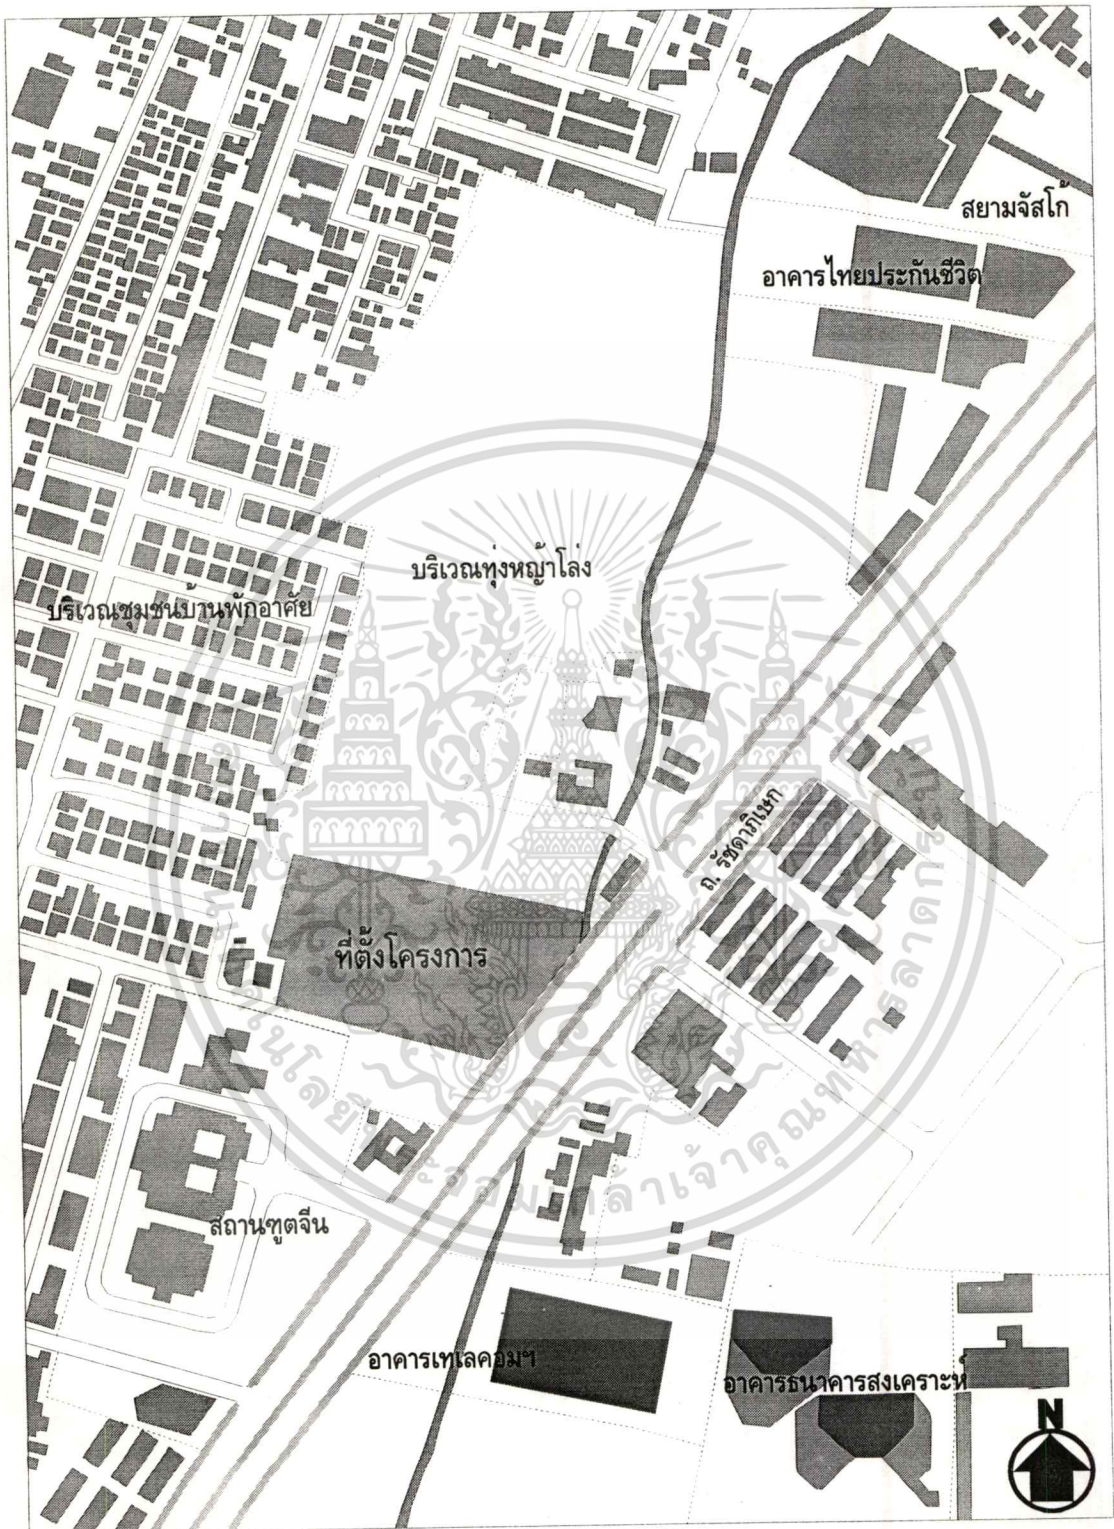 สยามจัสโก้
อาคารไทยประกันชีวิต
บริเวณทุ่งหญ้าโล่ง
บริเวณชุมชนบ้านพักอาศัย
ถ. รัชดาภิเษก
ที่ตั้งโครงการ
สถานฑูตจีน
อาคารเทเลคอมฯ
อาคารธนาคารสงเคราะห์
N